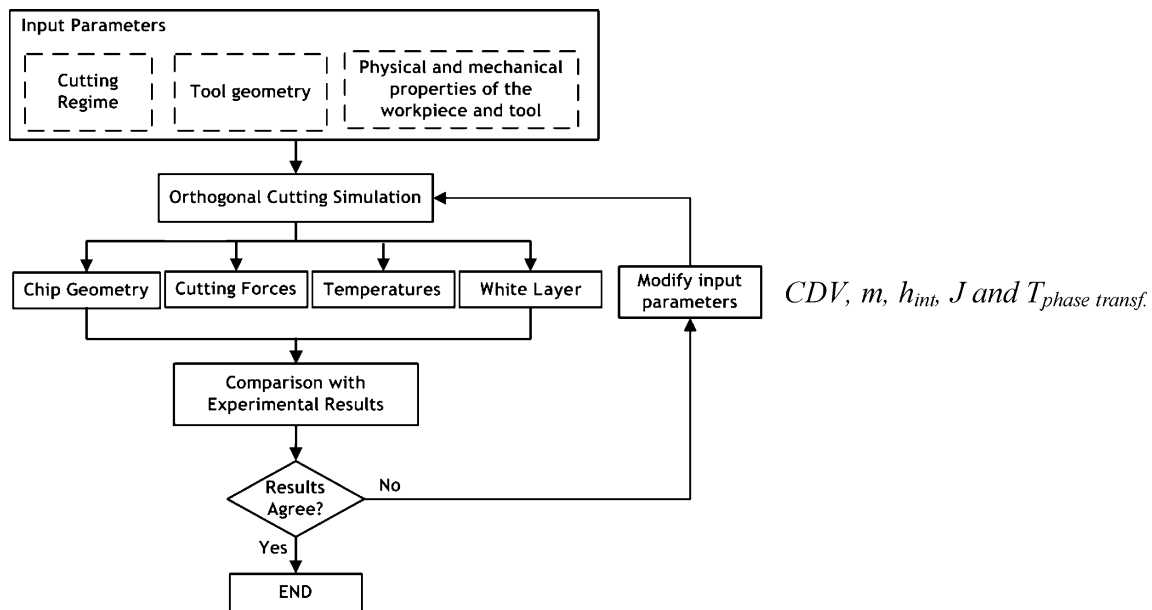 Input Parameters
Cutting
Regime
Tool geometry
Physical and mechanical
properties of the
workpiece and tool
Orthogonal Cutting Simulation
Chip Geometry
Cutting Forces
Temperatures
White Layer
Modify input
parameters
CDV, m, h_int, J and T_phase transf.
Comparison with
Experimental Results
Results
Agree?
No
Yes
END